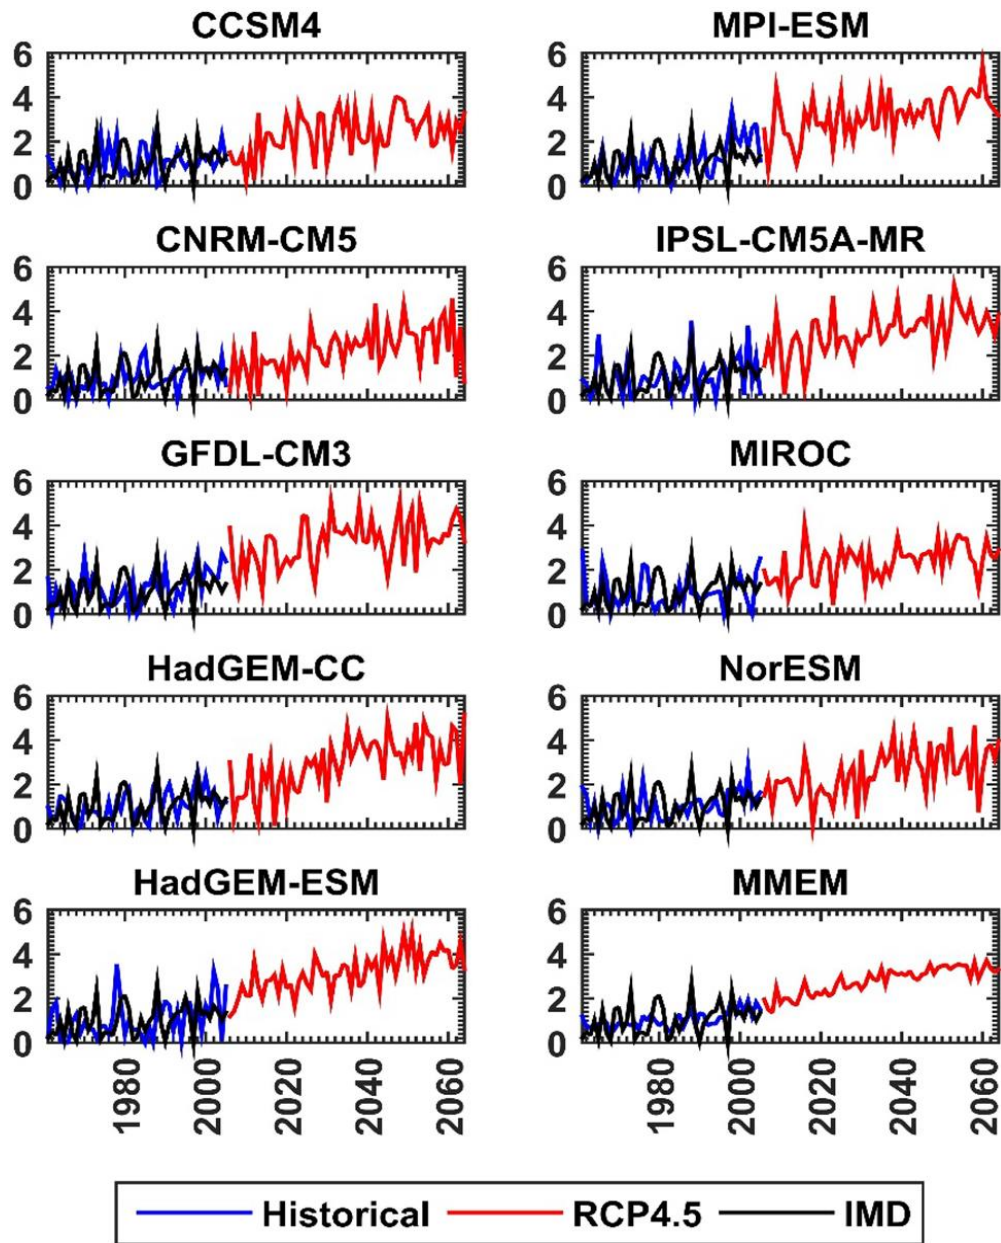 CCSM4 MPI-ESM
6 6
4 4
2 2
0 0
CNRM-CM5 IPSL-CM5A-MR
6 6
4 4
2 2
0 0
GFDL-CM3 MIROC
6 6
4 4
2 2
0 0
HadGEM-CC NorESM
6 6
4 4
2 2
0 0
HadGEM-ESM MMEM
6 6
4 4
2 2
0 0
1980 2000 2020 2040 2060 1980 2000 2020 2040 2060
Historical RCP4.5 IMD